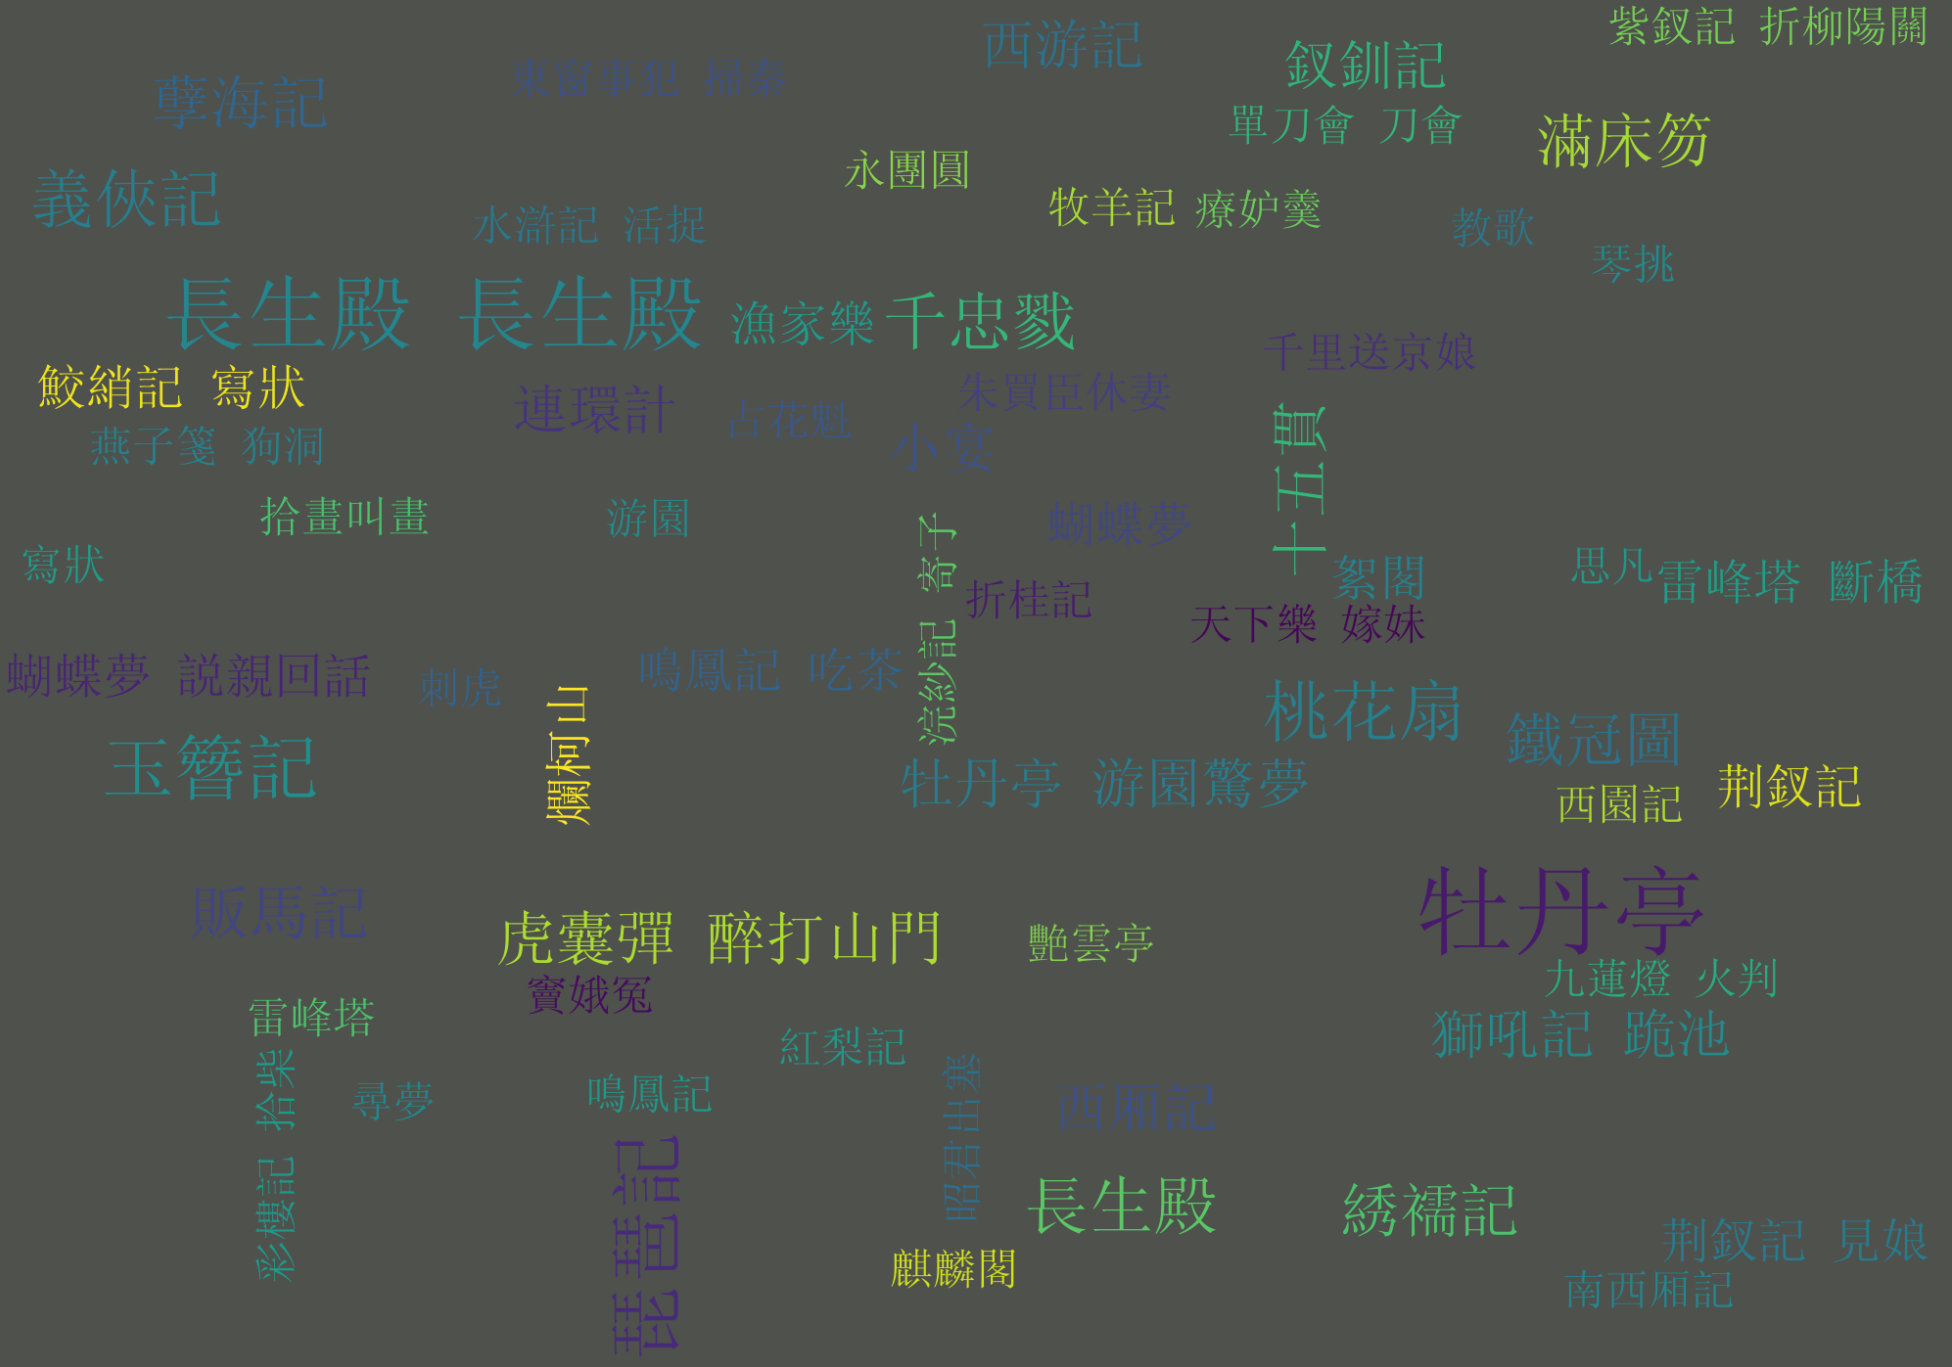 紫釵記 折柳陽關
西游記
釵釧記
東窗事犯 掃秦
孽海記
單刀會 刀會
滿床笏
永團圓
義俠記
牧羊記
療妒羹
水滸記 活捉
教歌
琴挑
長生殿 長生殿
漁家樂
千忠戮
千里送京娘
鮫綃記 寫狀
連環計
占花魁
朱買臣休妻
燕子箋 狗洞
小宴
十五貫
拾畫叫畫
游園
蝴蝶夢
寫狀
浣紗記 寄子
折桂記
絮閣
思凡
雷峰塔 斷橋
天下樂 嫁妹
蝴蝶夢 説親回話
刺虎
鳴鳳記 吃茶
桃花扇
鐵冠圖
玉簪記
爛柯山
牡丹亭 游園驚夢
西園記
荆釵記
販馬記
虎囊彈 醉打山門
艷雲亭
牡丹亭
竇娥冤
九蓮燈 火判
雷峰塔
紅梨記
獅吼記 跪池
彩樓記 拾柴
尋夢
鳴鳳記
昭君出塞
西厢記
琵琶記
長生殿
綉襦記
麒麟閣
荆釵記 見娘
南西厢記